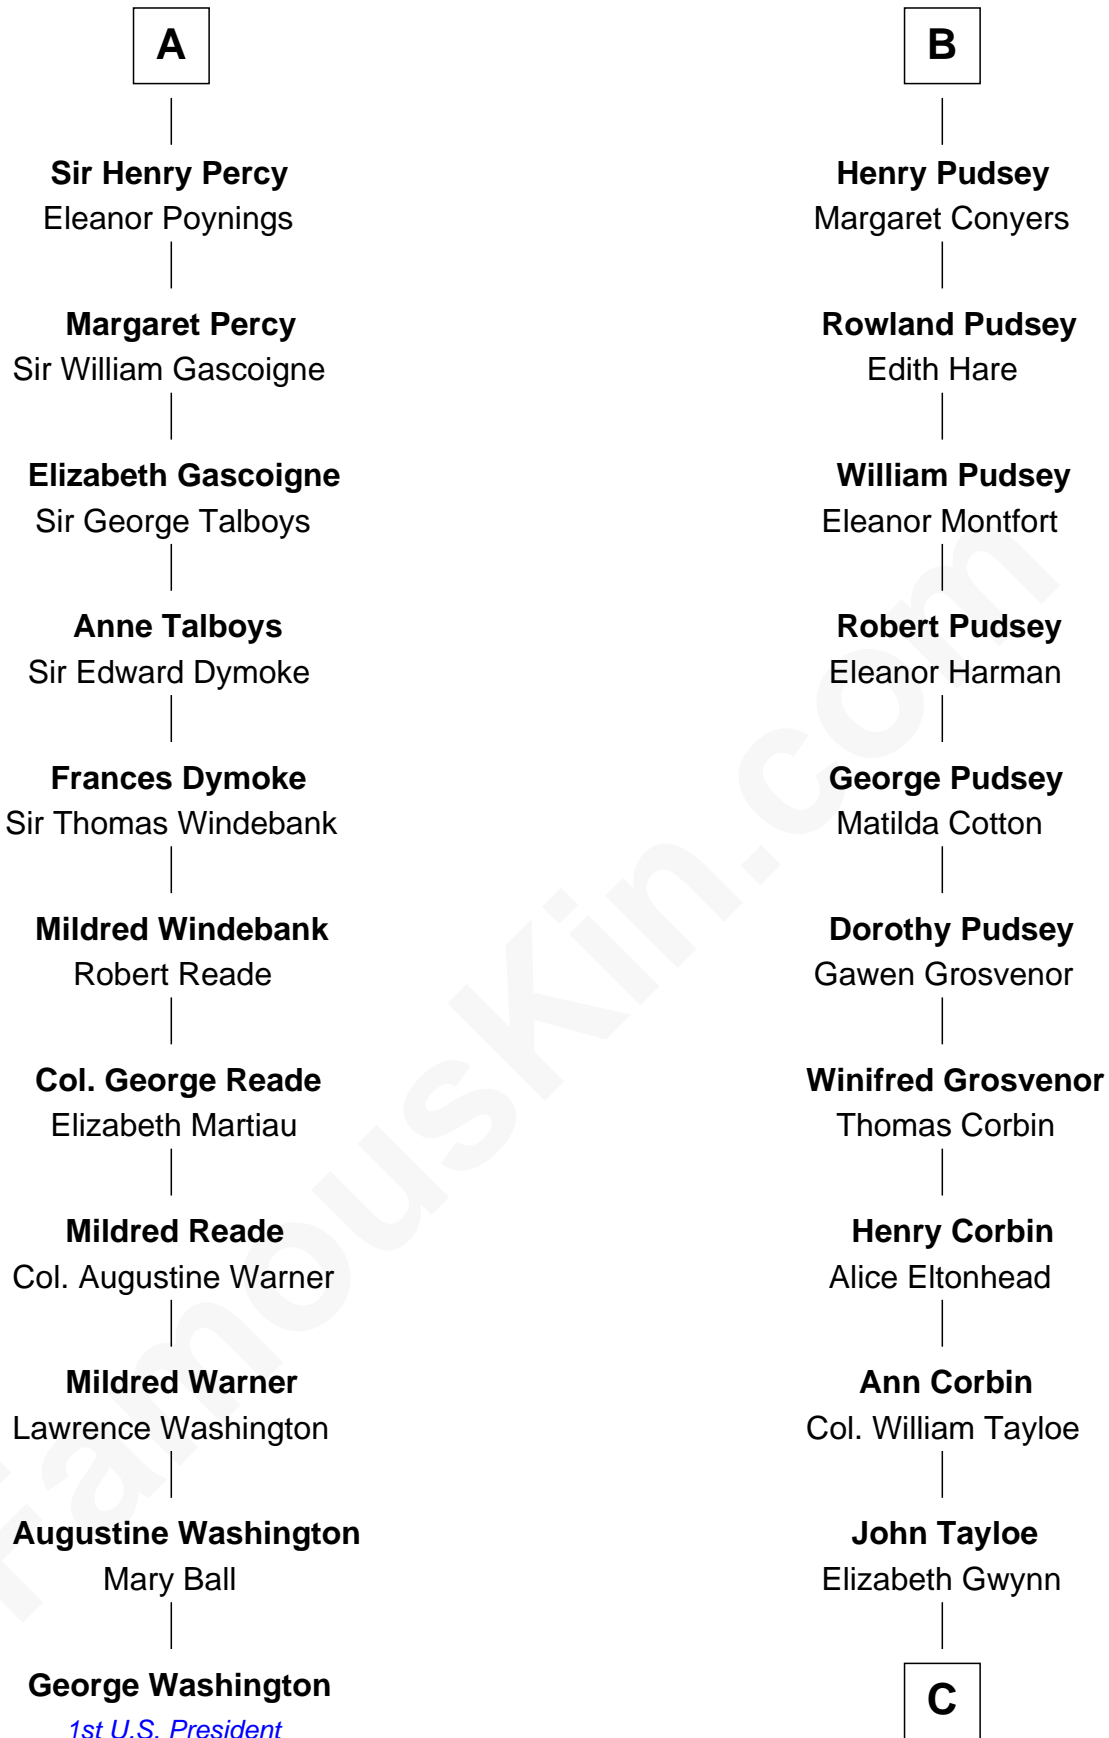 A
Sir Henry Percy
Eleanor Poynings
Margaret Percy
Sir William Gascoigne
Elizabeth Gascoigne
Sir George Talboys
Anne Talboys
Sir Edward Dymoke
Frances Dymoke
Sir Thomas Windebank
Mildred Windebank
Robert Reade
Col. George Reade
Elizabeth Martiau
Mildred Reade
Col. Augustine Warner
Mildred Warner
Lawrence Washington
Augustine Washington
Mary Ball
George Washington
1st U.S. President
B
Henry Pudsey
Margaret Conyers
Rowland Pudsey
Edith Hare
William Pudsey
Eleanor Montfort
Robert Pudsey
Eleanor Harman
George Pudsey
Matilda Cotton
Dorothy Pudsey
Gawen Grosvenor
Winifred Grosvenor
Thomas Corbin
Henry Corbin
Alice Eltonhead
Ann Corbin
Col. William Tayloe
John Tayloe
Elizabeth Gwynn
C
FamousKin.com